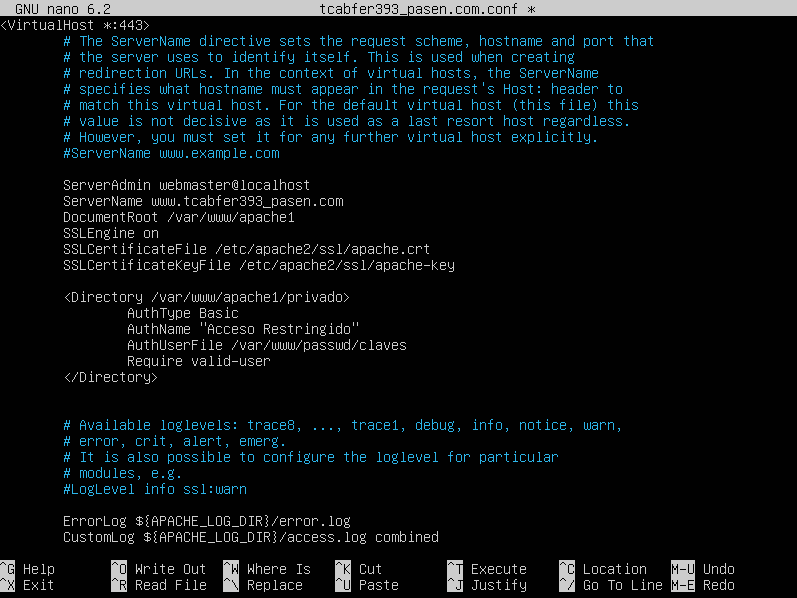 GNU nano 6.2 tcabfer393_pasen.com.conf *
<VirtualHost *:443>
# The ServerName directive sets the request scheme, hostname and port that
# the server uses to identify itself. This is used when creating
# redirection URLs. In the context of virtual hosts, the ServerName
# specifies what hostname must appear in the request's Host: header to
# match this virtual host. For the default virtual host (this file) this
# value is not decisive as it is used as a last resort host regardless.
# However, you must set it for any further virtual host explicitly.
#ServerName www.example.com
ServerAdmin webmaster@localhost
ServerName www.tcabfer393_pasen.com
DocumentRoot /var/www/apache1
SSLEngine on
SSLCertificateFile /etc/apache2/ssl/apache.crt
SSLCertificateKeyFile /etc/apache2/ssl/apache-key
<Directory /var/www/apache1/privado>
AuthType Basic
AuthName "Acceso Restringido"
AuthUserFile /var/www/passwd/claves
Require valid-user
</Directory>
# Available loglevels: trace8, ..., trace1, debug, info, notice, warn,
# error, crit, alert, emerg.
# It is also possible to configure the loglevel for particular
# modules, e.g.
#LogLevel info ssl:warn
ErrorLog ${APACHE_LOG_DIR}/error.log
CustomLog ${APACHE_LOG_DIR}/access.log combined
^G Help ^O Write Out ^W Where Is ^K Cut ^T Execute ^C Location M-U Undo
^X Exit ^R Read File ^\ Replace ^U Paste ^J Justify ^/ Go To Line M-E Redo